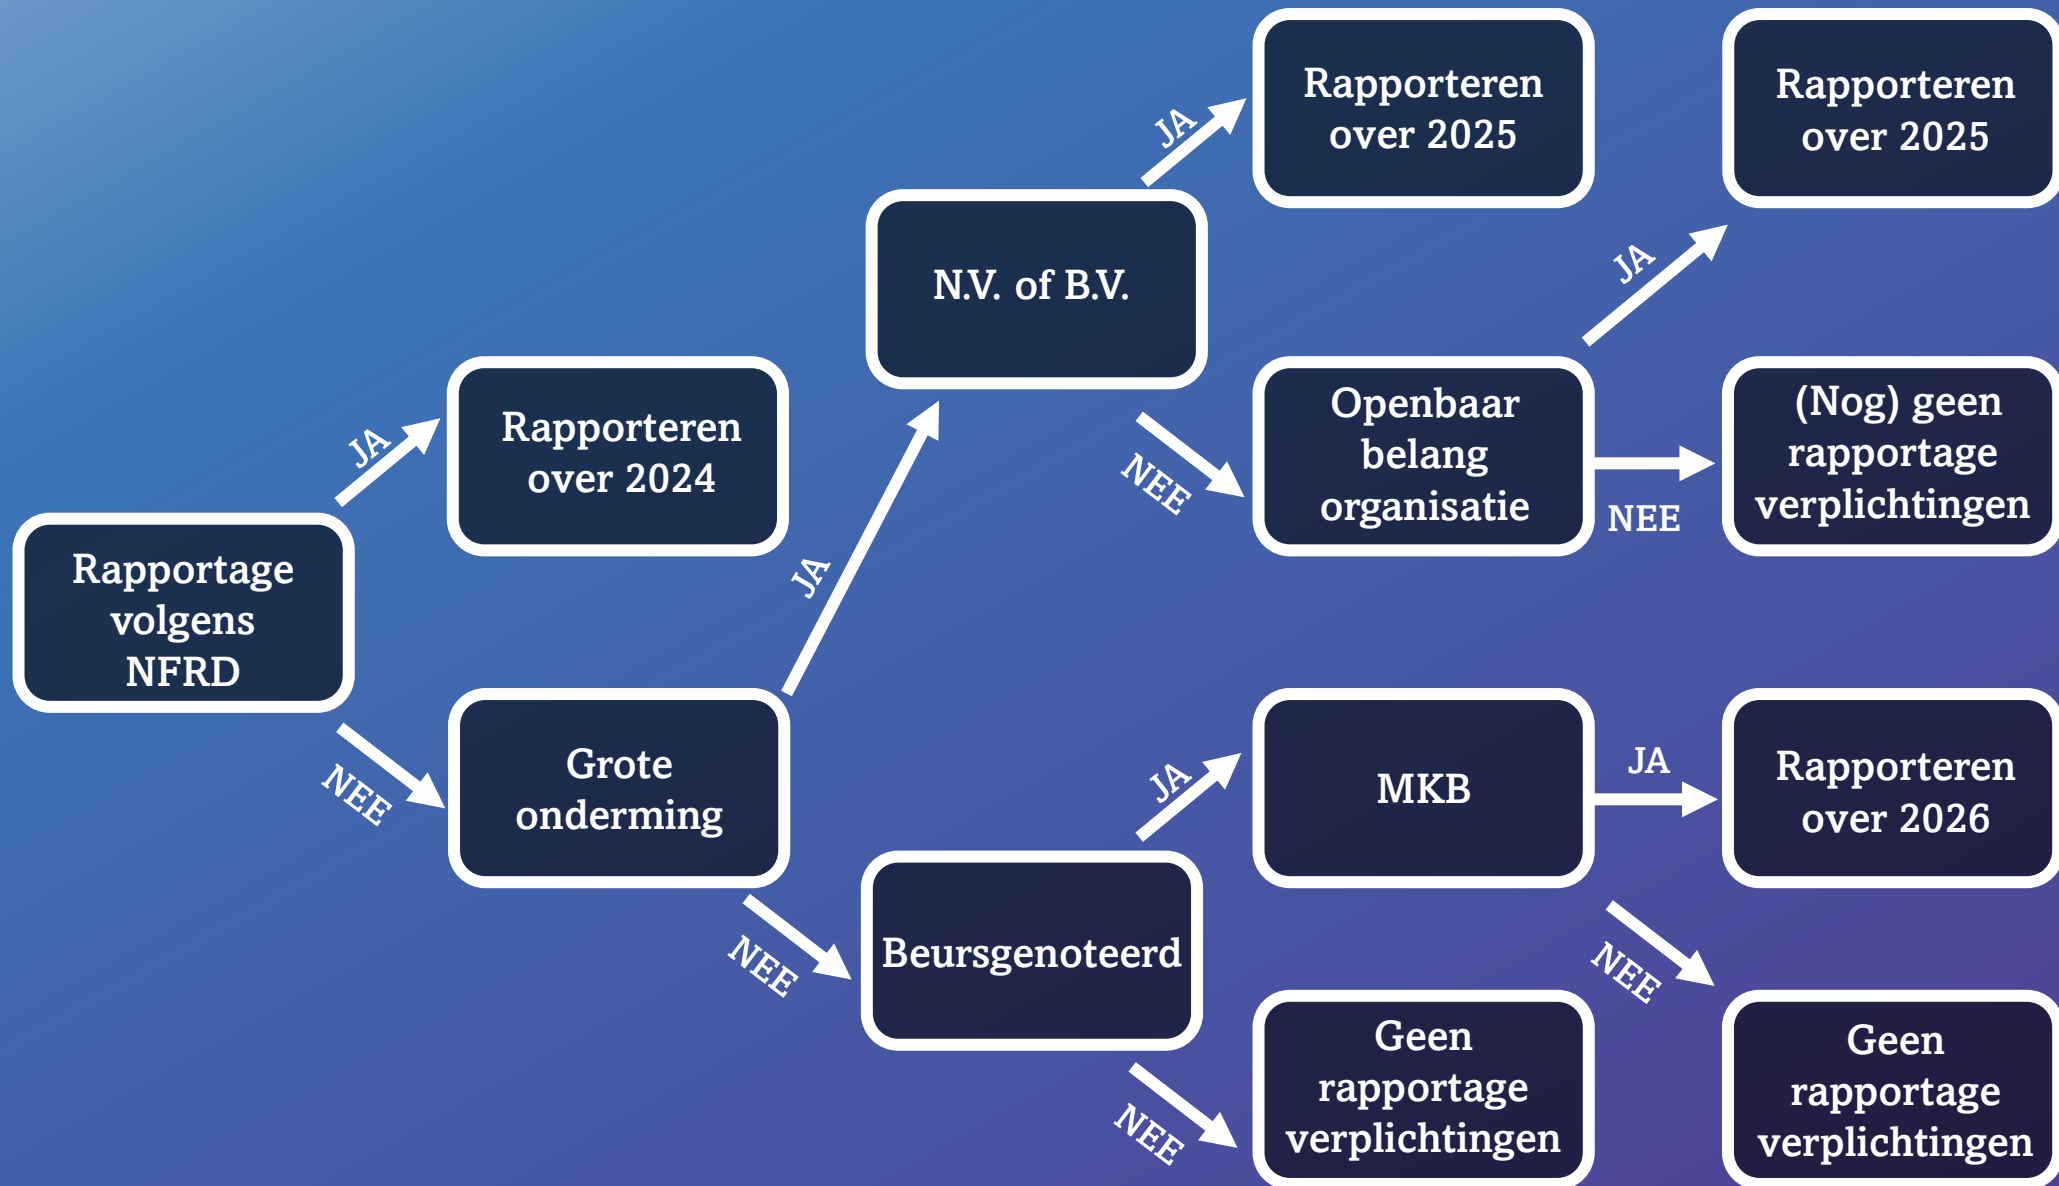 Rapportage
volgens
NFRD
JA
NEE
Rapporteren
over 2024
Grote
onderming
JA
NEE
N.V. of B.V.
JA
NEE
Beursgenoteerd
JA
NEE
Rapporteren
over 2025
Openbaar
belang
organisatie
JA
NEE
MKB
JA
NEE
Geen
rapportage
verplichtingen
Rapporteren
over 2025
(Nog) geen
rapportage
verplichtingen
Rapporteren
over 2026
Geen
rapportage
verplichtingen